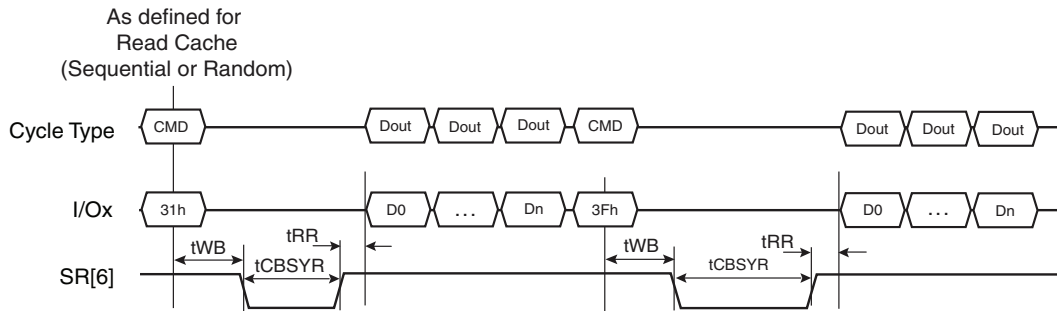 As defined for
Read Cache
(Sequential or Random)
Cycle Type CMD Dout Dout Dout CMD Dout Dout Dout
I/Ox 31h D0 ... Dn 3Fh D0 ... Dn
tWB tRR tWB tRR
SR[6] tCBSYR tCBSYR